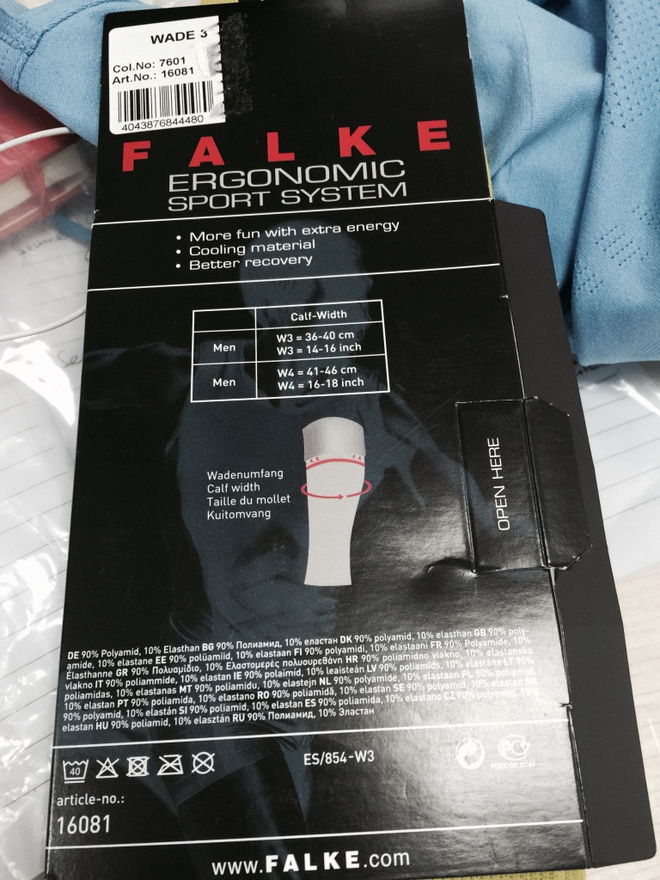 WADE 3
Col.No: 7601
Art.No.: 16081
4043876844480
FALKE
ERGONOMIC
SPORT SYSTEM
• More fun with extra energy
• Cooling material
• Better recovery
Calf-Width
Men
W3 = 36-40 cm
W3 = 14-16 inch
Men
W4 = 41-46 cm
W4 = 16-18 inch
Wadenumfang
Calf width
Taille du mollet
Kuitomvang
OPEN HERE
DE 90% Polyamid, 10% Elasthan BG 90% Полиамид, 10% еластан DK 90% polyamid, 10% elasthan GB 90% poly-
amide, 10% elastane EE 90% polüamiid, 10% elastaan FI 90% polyamidi, 10% elastaani FR 90% Polyamide, 10%
Élasthanne GR 90% Πολυαμίδιο, 10% Ελαστομερές πολυουρεθάνη HR 90% poliamidno vlakno, 10% elastansko
vlakno IT 90% poliammide, 10% elastan IE 90% polaimíd, 10% leaisteán LV 90% poliamīds, 10% elastāns LT 90%
poliamidas, 10% elastanas MT 90% poliamidu, 10% elastejn NL 90% polyamide, 10% elastaan PL 90% poliamid,
10% elastan PT 90% poliamida, 10% elastano RO 90% poliamidă, 10% elastan SE 90% polyamid, 10% elastan SK
90% polyamid, 10% elastán SI 90% poliamid, 10% elastan ES 90% poliamida, 10% elastano CZ 90% polyamid, 10%
elastan HU 90% poliamid, 10% elasztán RU 90% Полиамид, 10% Эластан
40
ES/854-W3
article-no.:
16081
www.FALKE.com